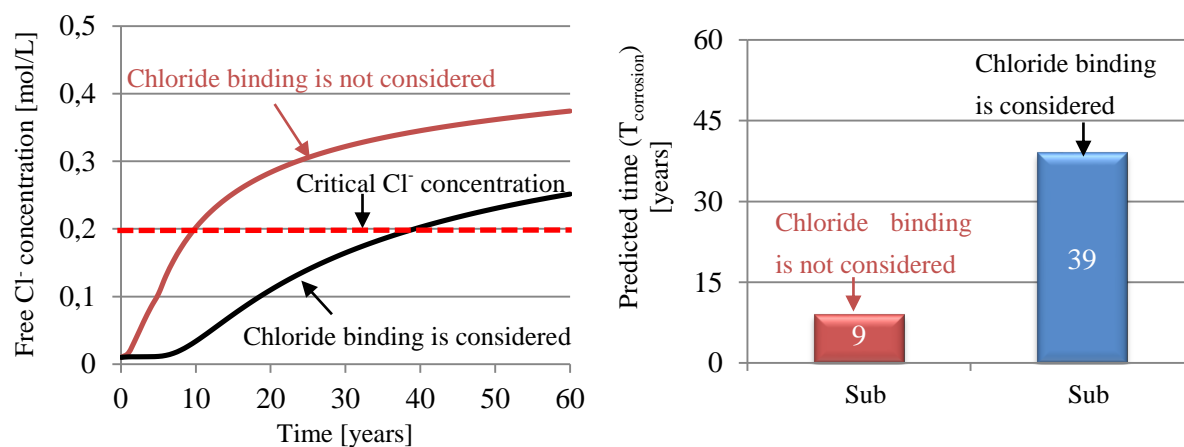 Free Cl- concentration [mol/L]
0,5
0,4
0,3
0,2
0,1
0
Chloride binding is not considered
Critical Cl- concentration
Chloride binding is considered
0 10 20 30 40 50 60
Time [years]
Predicted time (Tcorrosion)
[years]
60
45
30
15
0
Chloride binding
is considered
Chloride binding
is not considered
9
39
Sub Sub